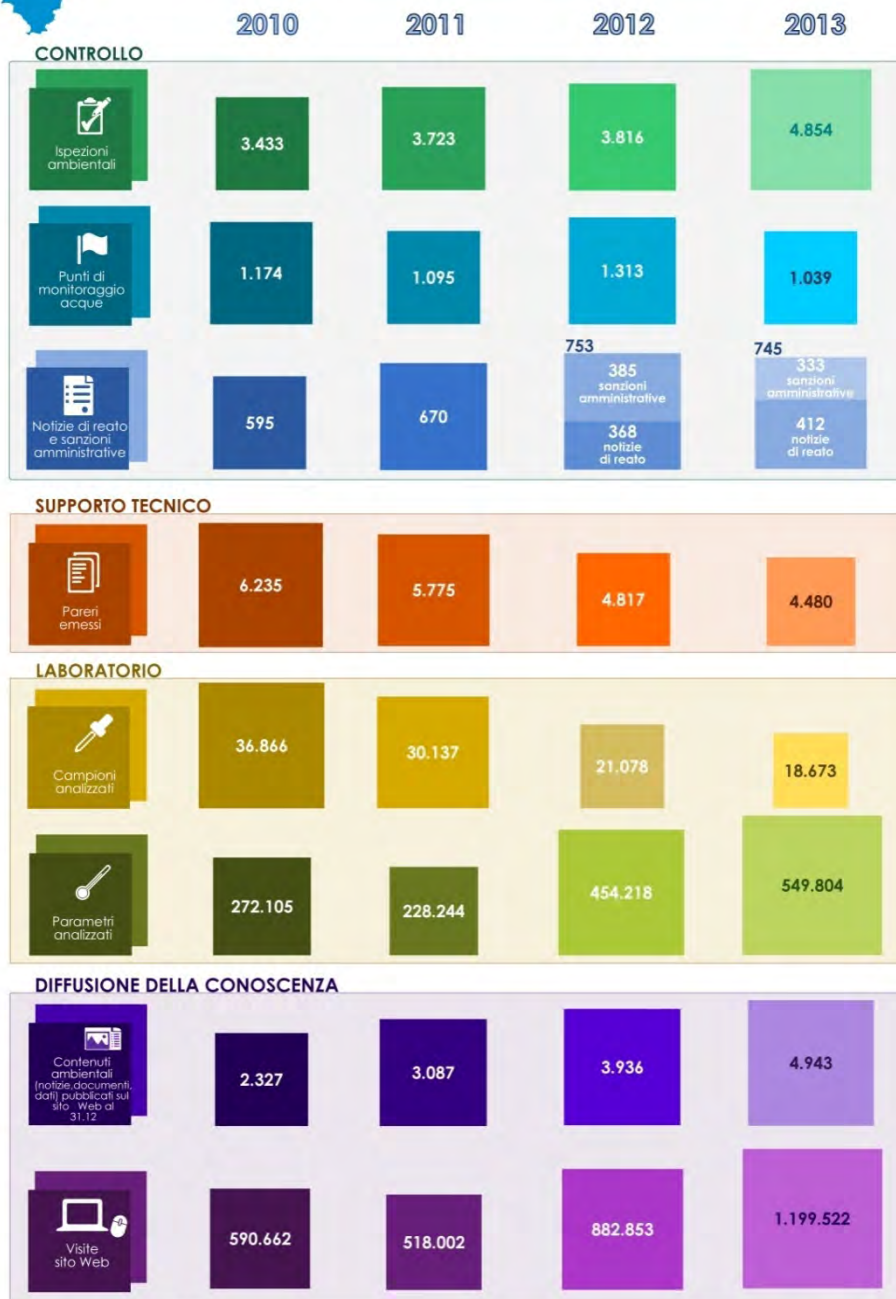 2010 2011 2012 2013
CONTROLLO
Ispezioni
ambientali
3.433 3.723 3.816 4.854
Punti di
monitoraggio
acque
1.174 1.095 1.313 1.039
Notizie di reato
e sanzioni
amministrative
595 670
753
385
sanzioni
amministrative
368
notizie
di reato
745
333
sanzioni
amministrative
412
notizie
di reato
SUPPORTO TECNICO
Pareri
emessi
6.235 5.775 4.817 4.480
LABORATORIO
Campioni
analizzati
36.866 30.137 21.078 18.673
Parametri
analizzati
272.105 228.244 454.218 549.804
DIFFUSIONE DELLA CONOSCENZA
Contenuti
ambientali
(notizie,documenti,
dati) pubblicati sul
sito Web al
31.12
2.327 3.087 3.936 4.943
Visite
sito Web
590.662 518.002 882.853 1.199.522